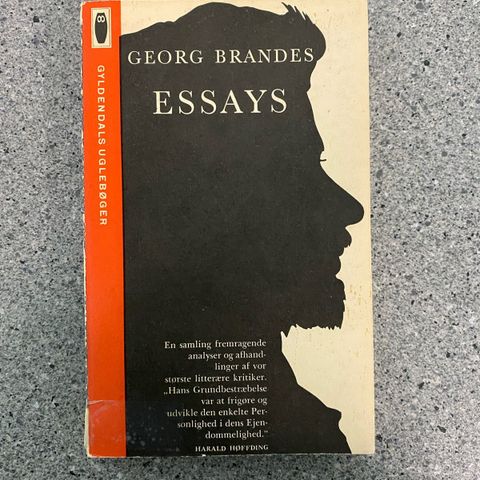 GYLDENDALS UGLEBØGER
GEORG BRANDES
ESSAYS
En samling fremragende
analyser og afhand-
linger af vor
største litterære kritiker.
„Hans Grundbestræbelse
var at frigøre og
udvikle den enkelte Per-
sonlighed i dens Ejen-
dommelighed.“
HARALD HØFFDING